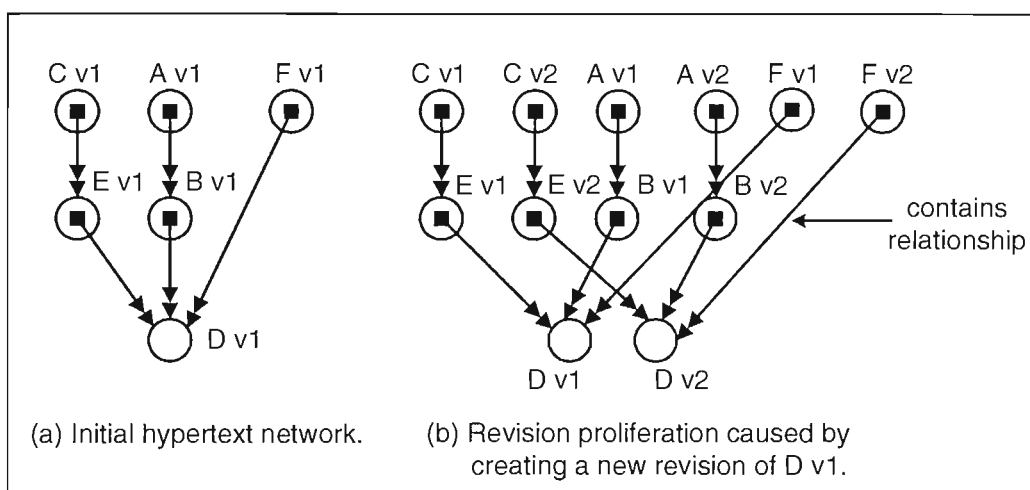 C v1 A v1 F v1
E v1 B v1
D v1
(a) Initial hypertext network.
C v1 C v2 A v1 A v2 F v1 F v2
E v1 E v2 B v1 B v2
contains
relationship
D v1 D v2
(b) Revision proliferation caused by
creating a new revision of D v1.